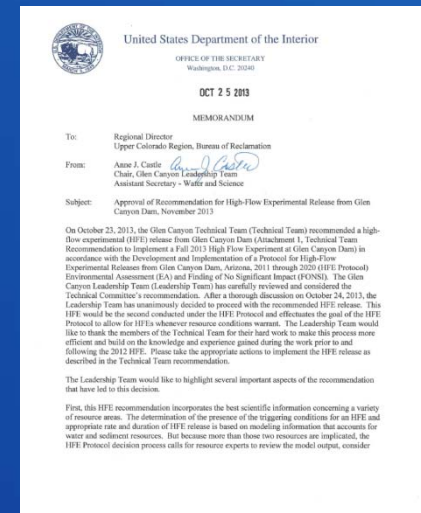 United States Department of the Interior
OFFICE OF THE SECRETARY
Washington, D.C. 20240
OCT 25 2013
MEMORANDUM
To: Regional Director
Upper Colorado Region, Bureau of Reclamation
From: Anne J. Castle
Chair, Glen Canyon Leadership Team
Assistant Secretary - Water and Science
Subject: Approval of Recommendation for High-Flow Experimental Release from Glen
Canyon Dam, November 2013
On October 23, 2013, the Glen Canyon Technical Team (Technical Team) recommended a high-
flow experimental (HFE) release from Glen Canyon Dam (Attachment 1, Technical Team
Recommendation to Implement a Fall 2013 High Flow Experiment at Glen Canyon Dam) in
accordance with the Development and Implementation of a Protocol for High-Flow
Experimental Releases from Glen Canyon Dam, Arizona, 2011 through 2020 (HFE Protocol)
Environmental Assessment (EA) and Finding of No Significant Impact (FONSI). The Glen
Canyon Leadership Team (Leadership Team) has carefully reviewed and considered the
Technical Committee's recommendation. After a thorough discussion on October 24, 2013, the
Leadership Team has unanimously decided to proceed with the recommended HFE release. This
HFE would be the second conducted under the HFE Protocol and effectuates the goal of the HFE
Protocol to allow for HFEs whenever resource conditions warrant. The Leadership Team would
like to thank the members of the Technical Team for their hard work to make this process more
efficient and build on the knowledge and experience gained during the work prior to and
following the 2012 HFE. Please take the appropriate actions to implement the HFE release as
described in the Technical Team recommendation.
The Leadership Team would like to highlight several important aspects of the recommendation
that have led to this decision.
First, this HFE recommendation incorporates the best scientific information concerning a variety
of resource areas. The determination of the presence of the triggering conditions for an HFE and
appropriate rate and duration of HFE release is based on modeling information that accounts for
water and sediment resources. But because more than those two resources are implicated, the
HFE Protocol decision process calls for resource experts to review the model output, consider